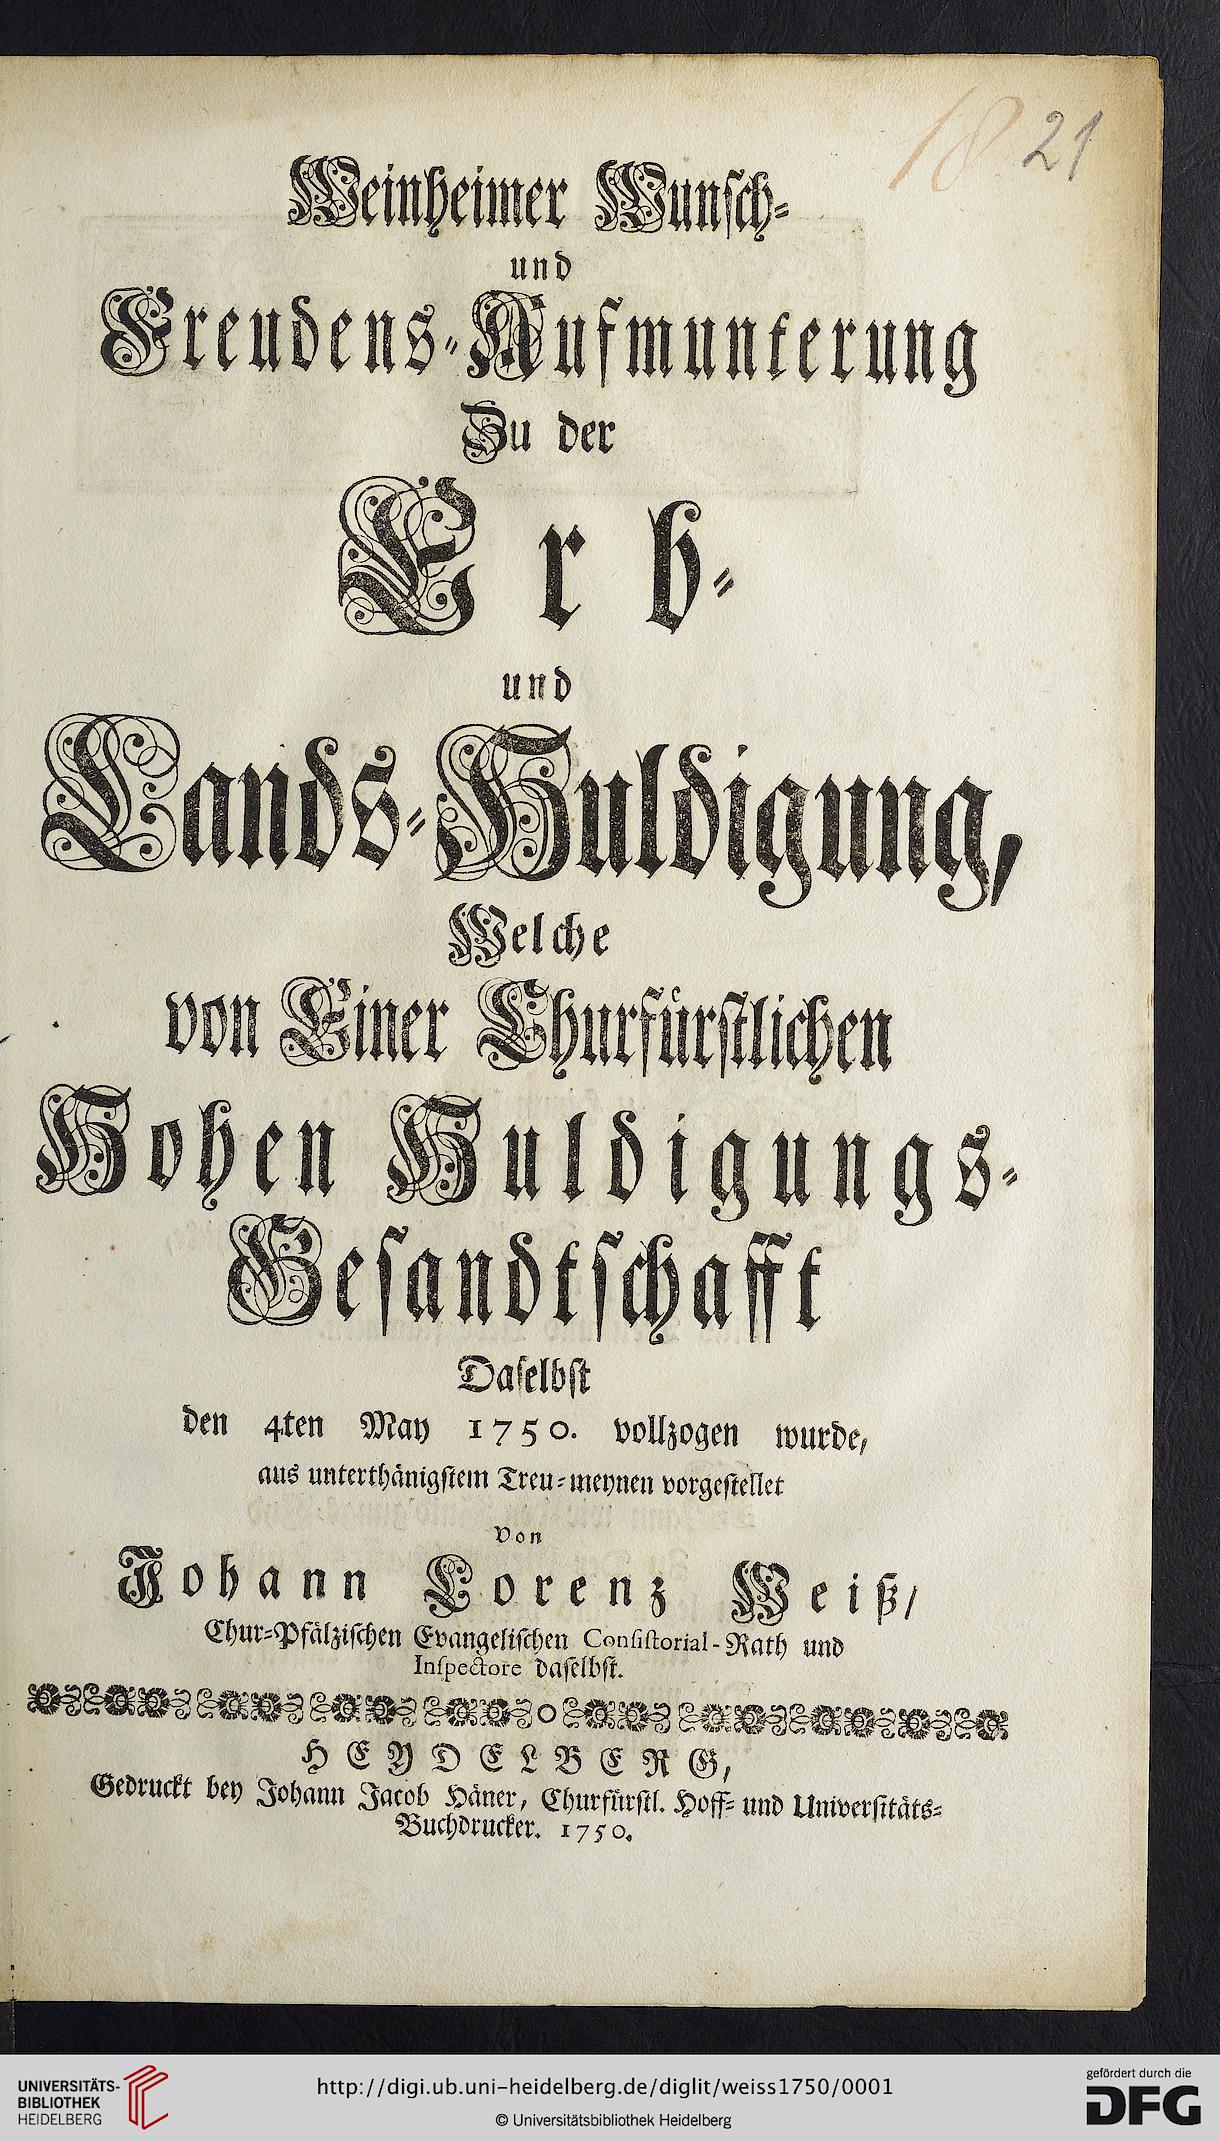 18 21
Weinheimer Wunsch-
und
Freudens-Aufmunterung
Zu der
Erb-
und
Lands-Huldigung,
Welche
von Einer Churfürstlichen
Hohen Huldigungs-
Gesandtschafft
Daselbst
den 4ten May 1750. vollzogen wurde,
aus unterthänigstem Treu-meynen vorgestellet
von
Johann Lorenz Weiß/
Chur-Pfälzischen Evangelischen Consistorial-Rath und
Inspectore daselbst.
HEYDELBERG,
Gedruckt bey Johann Jacob Häner, Churfürstl. Hoff- und Universitäts-
Buchdrucker. 1750.
UNIVERSITÄTS-
BIBLIOTHEK
HEIDELBERG
http://digi.ub.uni-heidelberg.de/diglit/weiss1750/0001
© Universitätsbibliothek Heidelberg
gefördert durch die
DFG